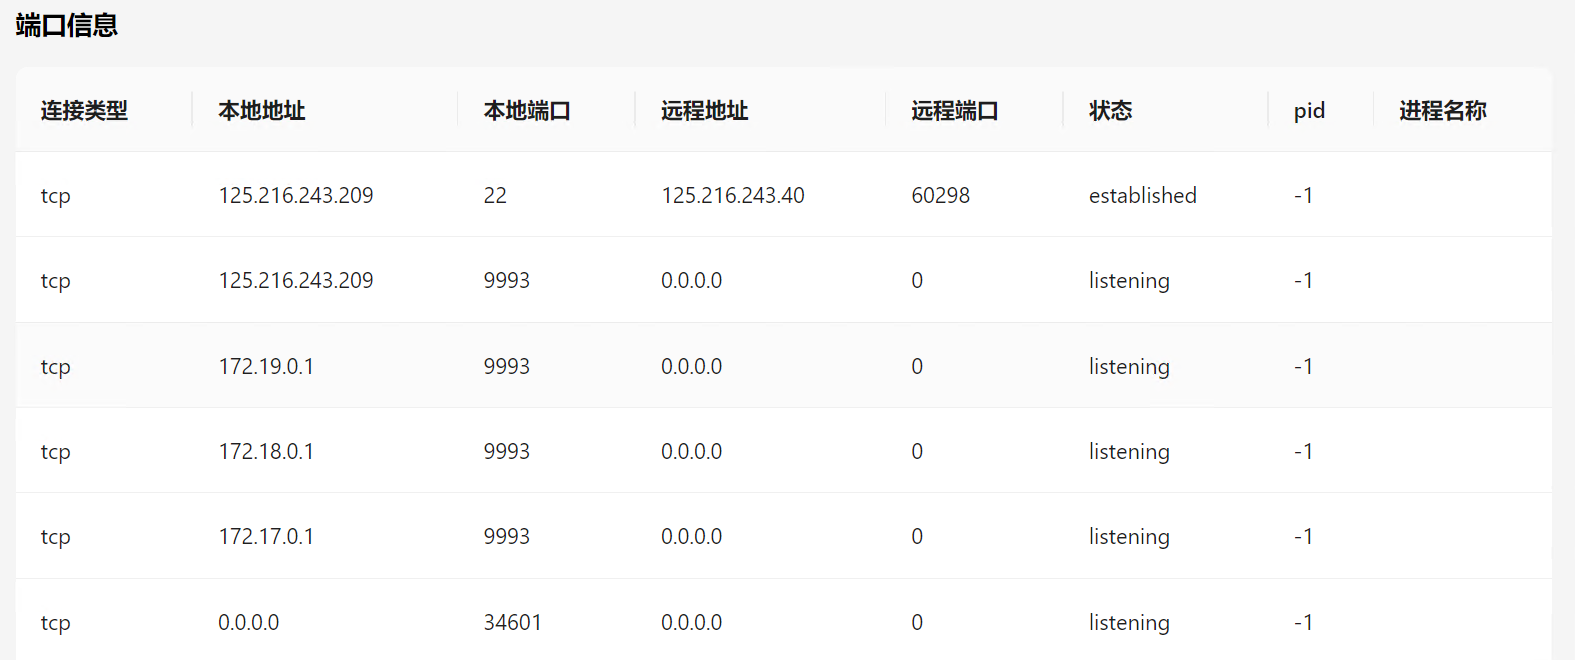 端口信息
连接类型 本地地址 本地端口 远程地址 远程端口 状态 pid 进程名称
tcp 125.216.243.209 22 125.216.243.40 60298 established -1
tcp 125.216.243.209 9993 0.0.0.0 0 listening -1
tcp 172.19.0.1 9993 0.0.0.0 0 listening -1
tcp 172.18.0.1 9993 0.0.0.0 0 listening -1
tcp 172.17.0.1 9993 0.0.0.0 0 listening -1
tcp 0.0.0.0 34601 0.0.0.0 0 listening -1